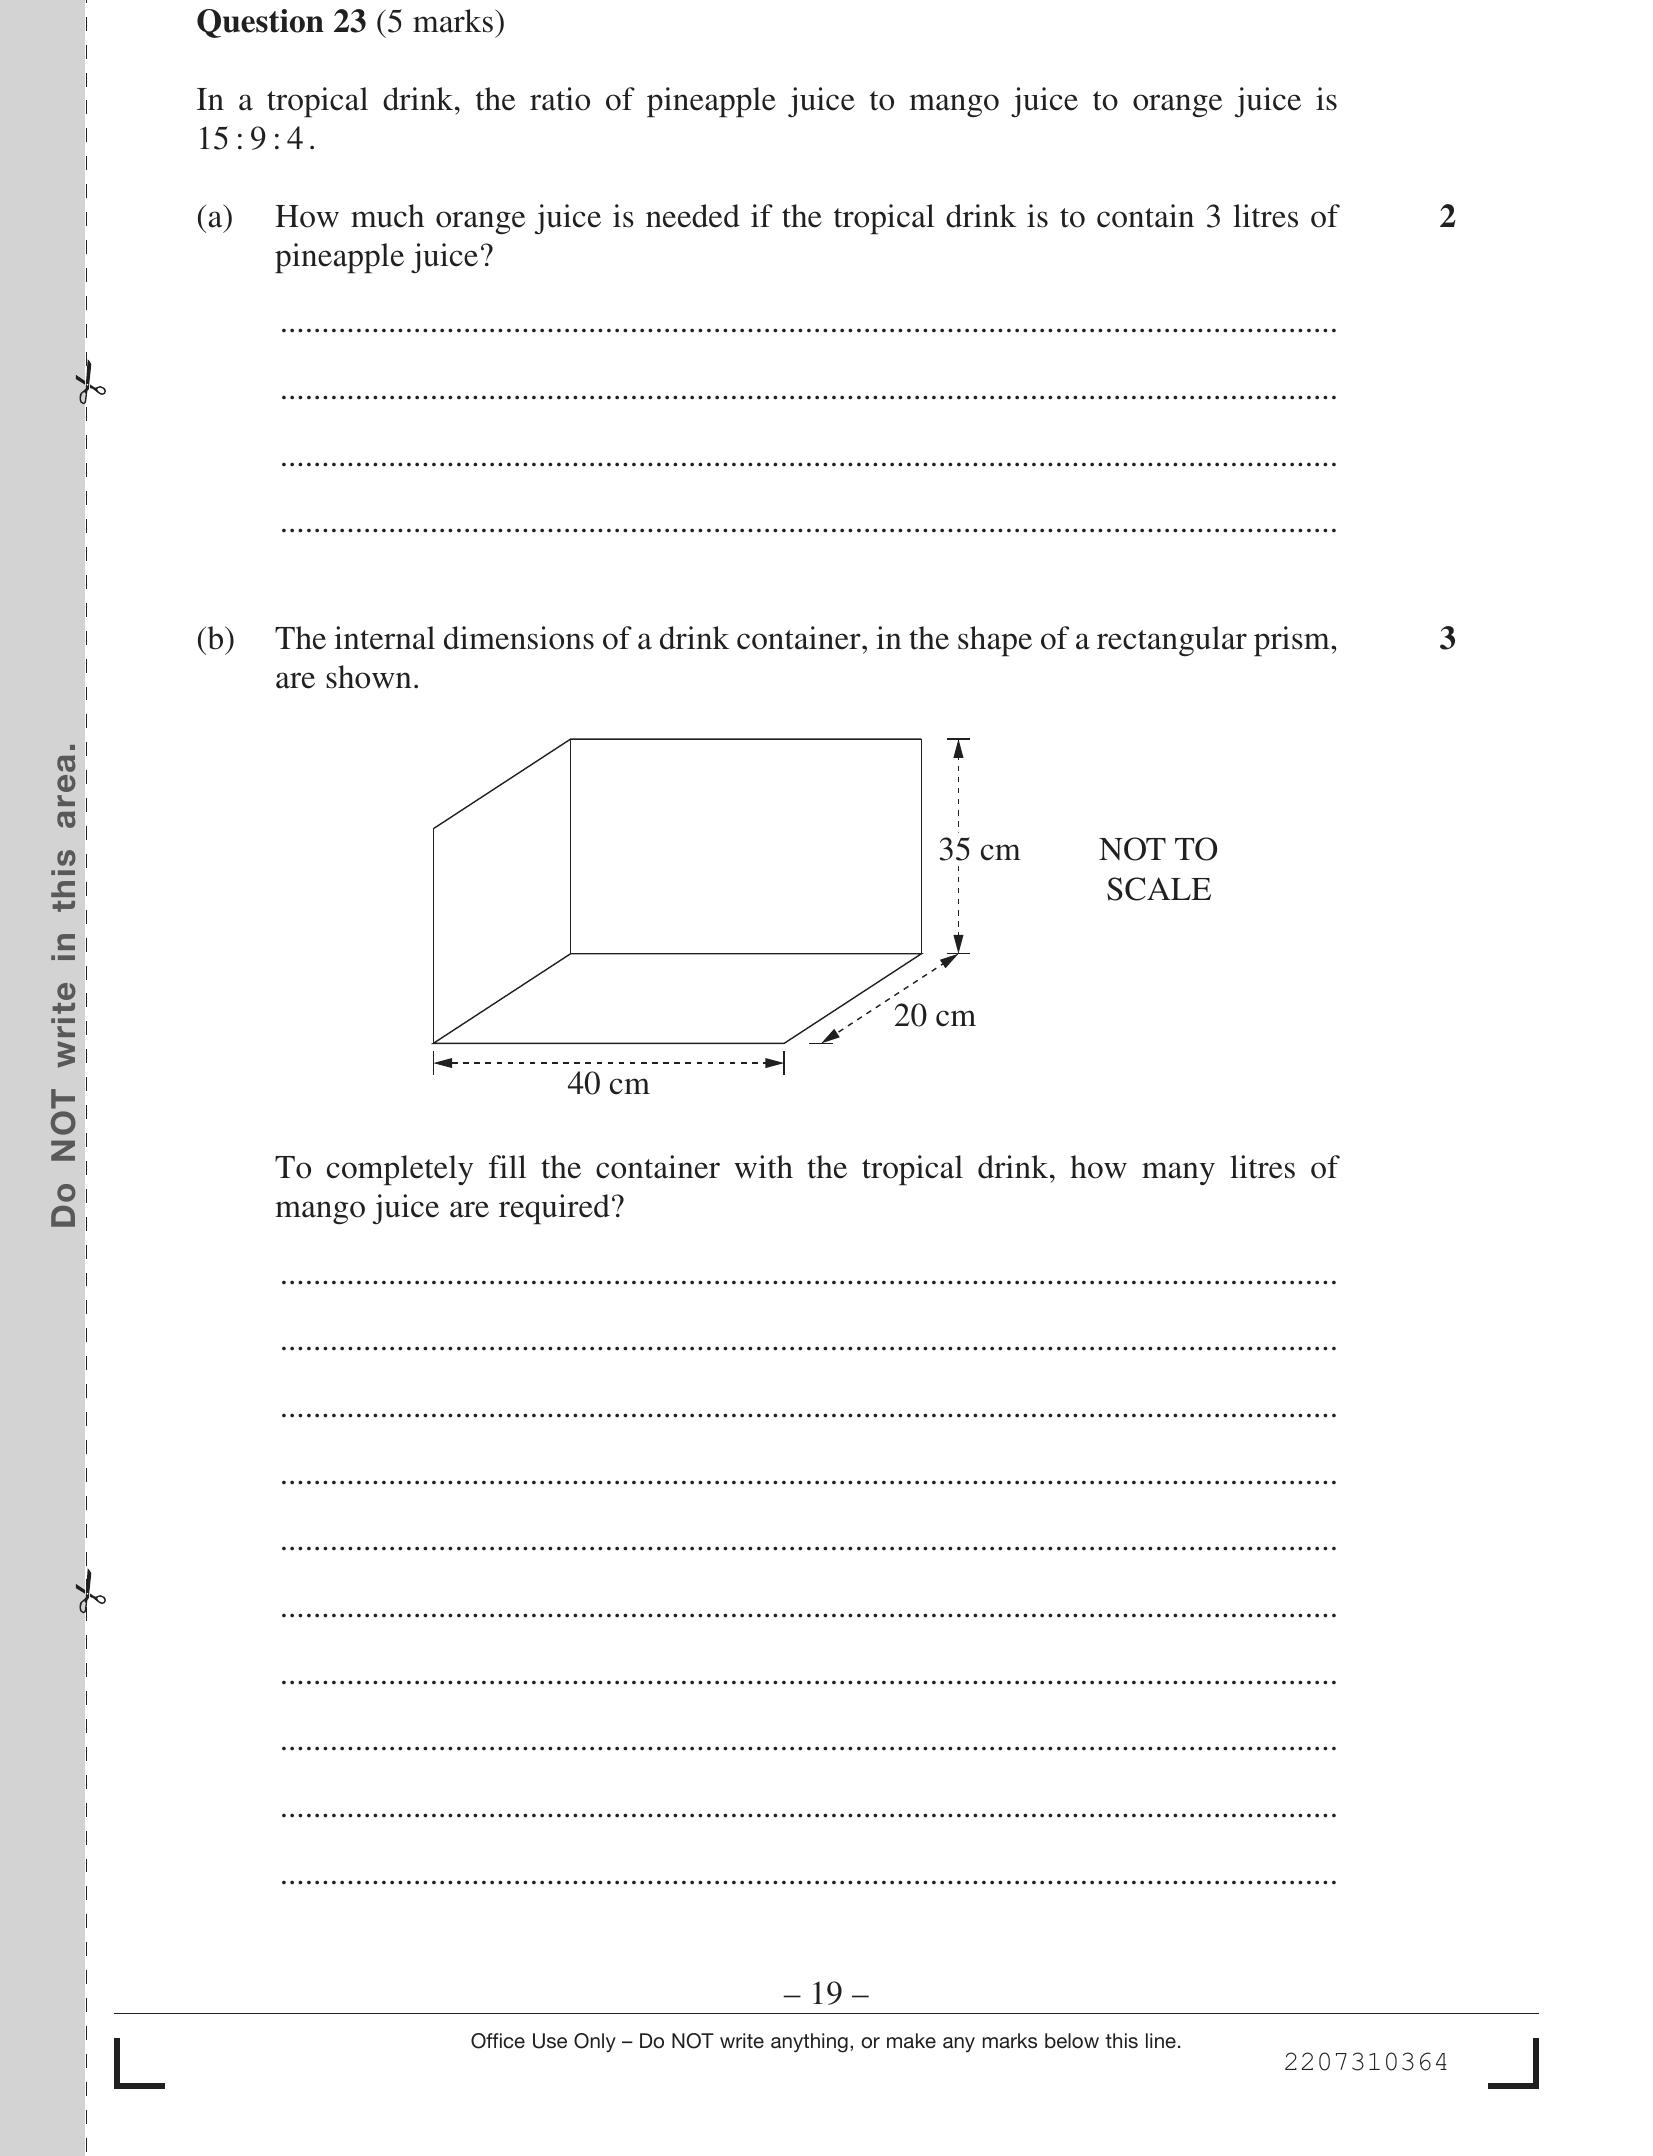 Question 23 (5 marks)
In a tropical drink, the ratio of pineapple juice to mango juice to orange juice is
15 : 9 : 4 .
(a) How much orange juice is needed if the tropical drink is to contain 3 litres of 2
pineapple juice?
(b) The internal dimensions of a drink container, in the shape of a rectangular prism, 3
are shown.
35 cm
NOT TO
SCALE
20 cm
40 cm
To completely fill the container with the tropical drink, how many litres of
mango juice are required?
Do NOT write in this area.
– 19 –
Office Use Only – Do NOT write anything, or make any marks below this line.
2207310364